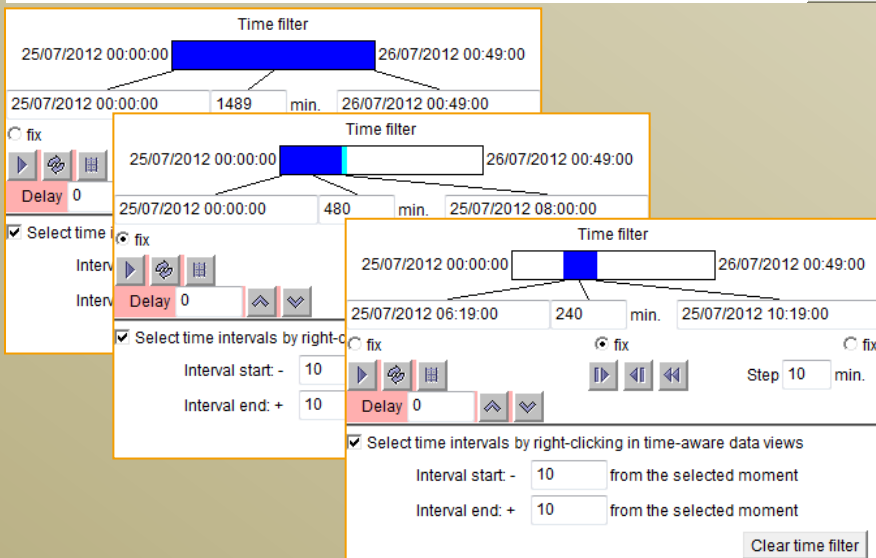 Time filter
25/07/2012 00:00:00 26/07/2012 00:49:00
25/07/2012 00:00:00 1489 min. 26/07/2012 00:49:00
fix
Delay 0
Select time
Time filter
25/07/2012 00:00:00 26/07/2012 00:49:00
25/07/2012 00:00:00 480 min. 25/07/2012 08:00:00
fix
Delay 0
Select time intervals by right-c
Interval start: - 10
Interval end: + 10
Time filter
25/07/2012 00:00:00 26/07/2012 00:49:00
25/07/2012 06:19:00 240 min. 25/07/2012 10:19:00
fix fix fix
Step 10 min.
Delay 0
Select time intervals by right-clicking in time-aware data views
Interval start: - 10 from the selected moment
Interval end: + 10 from the selected moment
Clear time filter